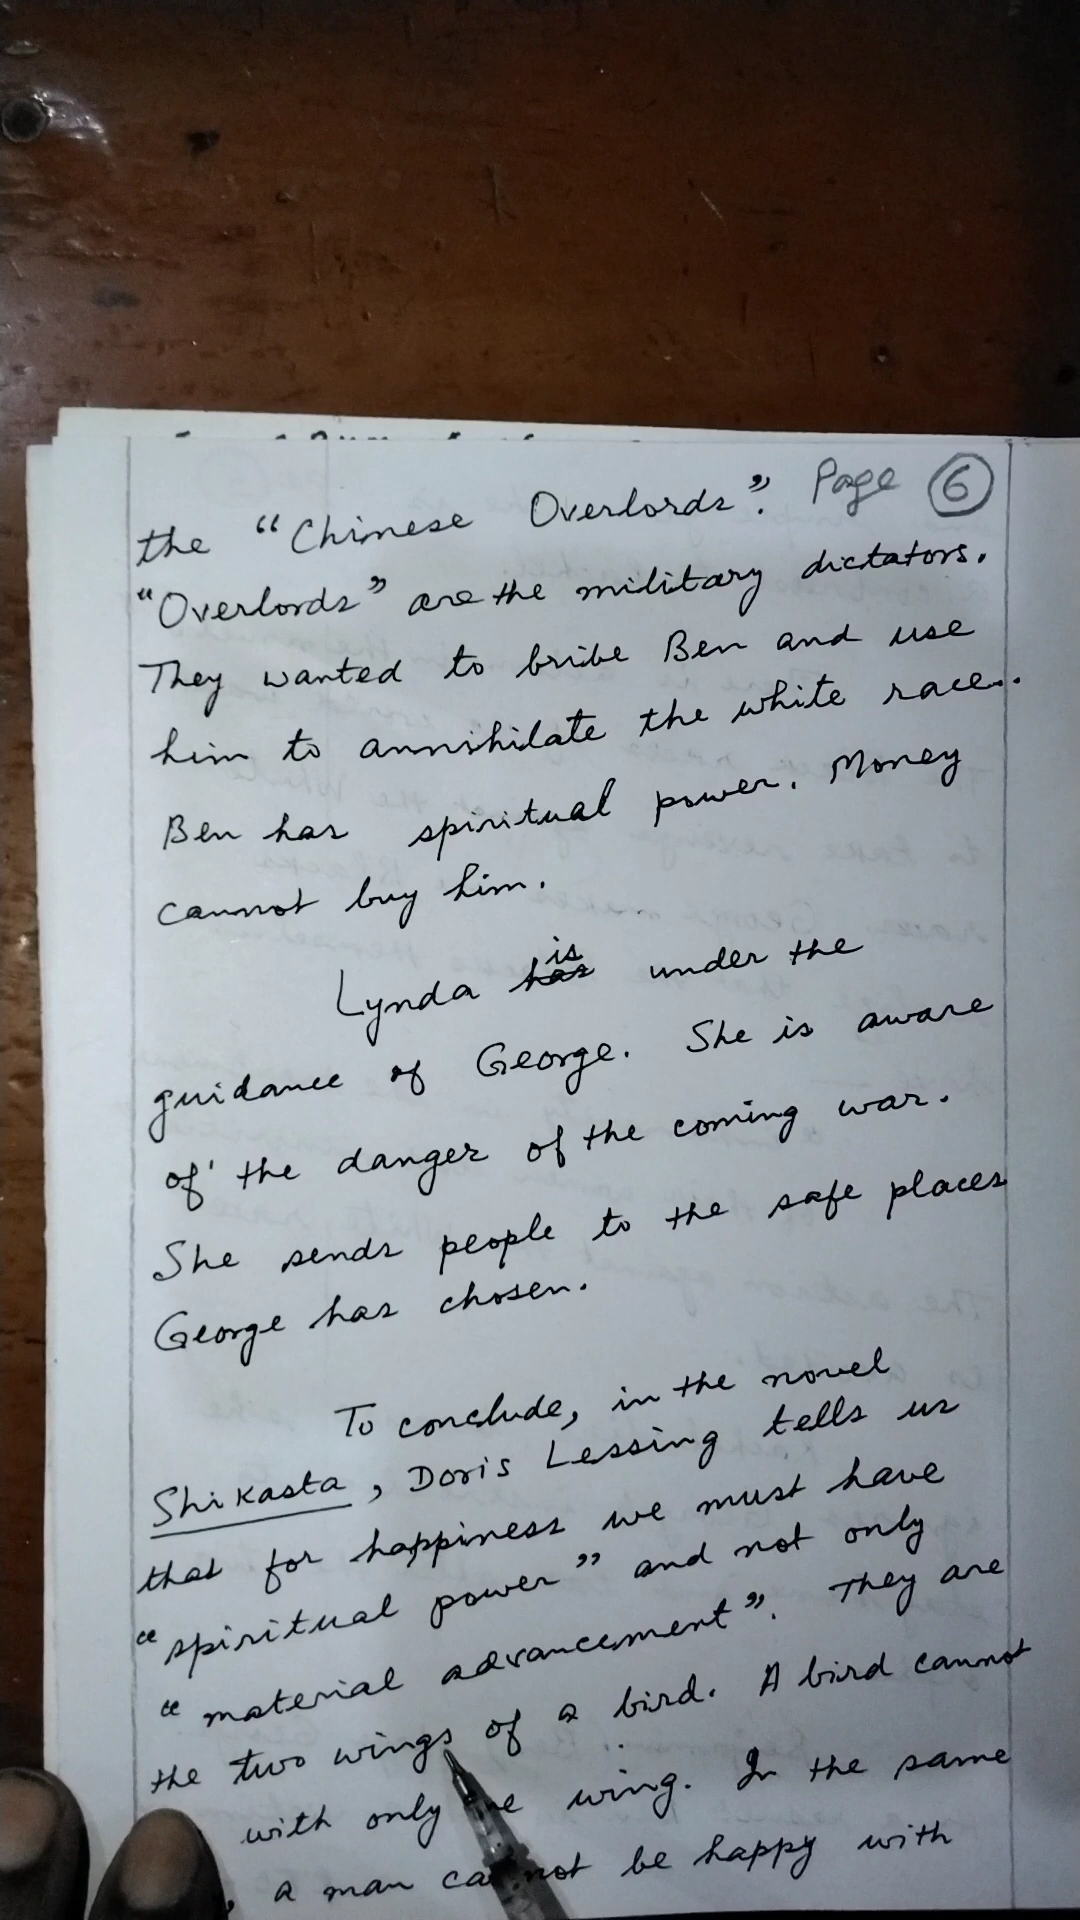 Page 6
the "Chinese Overlords".
"Overlords" are the military dictators.
They wanted to bribe Ben and use
him to annihilate the white race.
Ben has spiritual power. Money
cannot buy him.
Lynda is under the
guidance of George. She is aware
of the danger of the coming war.
She sends people to the safe places
George has chosen.
To conclude, in the novel
Shikasta, Doris Lessing tells us
that for happiness we must have
"spiritual power" and not only
"material advancement". They are
the two wings of a bird. A bird cannot
with only wing. In the same
, a man cannot be happy with